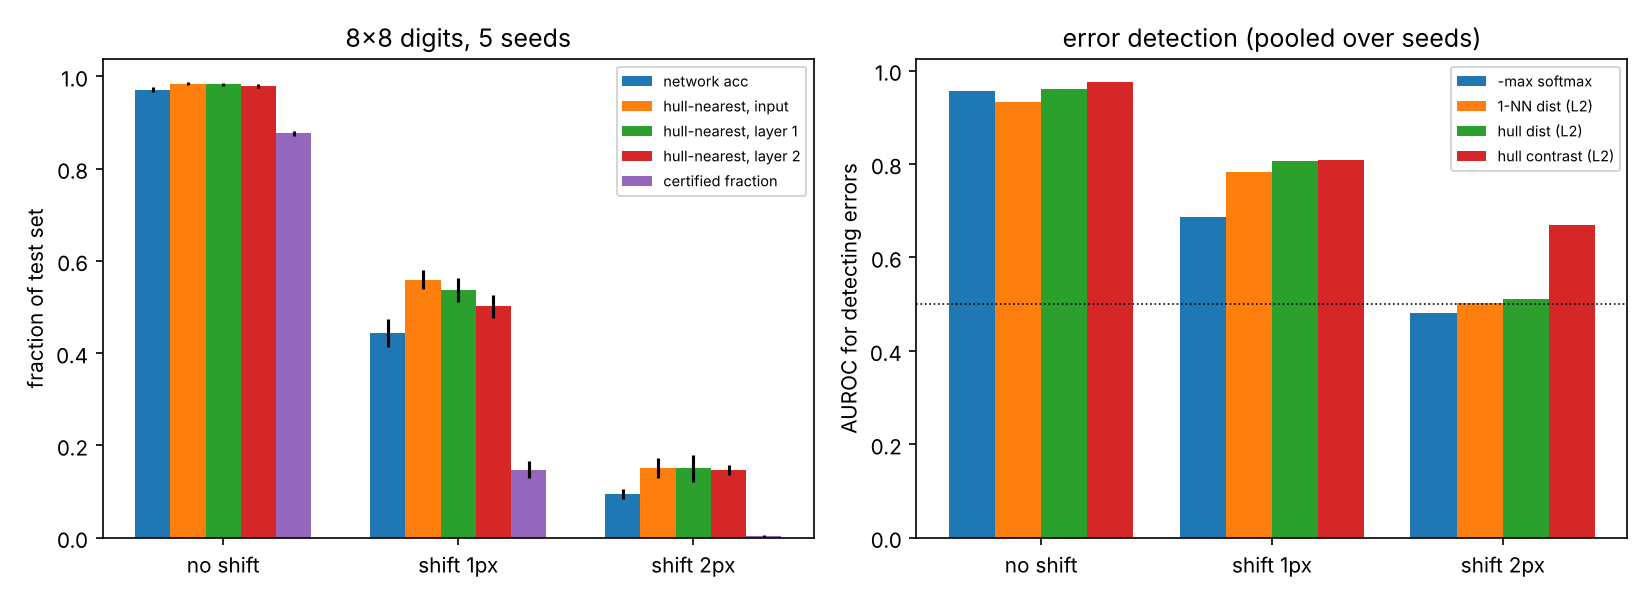 8×8 digits, 5 seeds
fraction of test set
1.0
0.8
0.6
0.4
0.2
0.0
network acc
hull-nearest, input
hull-nearest, layer 1
hull-nearest, layer 2
certified fraction
no shift
shift 1px
shift 2px
error detection (pooled over seeds)
AUROC for detecting errors
1.0
0.8
0.6
0.4
0.2
0.0
-max softmax
1-NN dist (L2)
hull dist (L2)
hull contrast (L2)
no shift
shift 1px
shift 2px